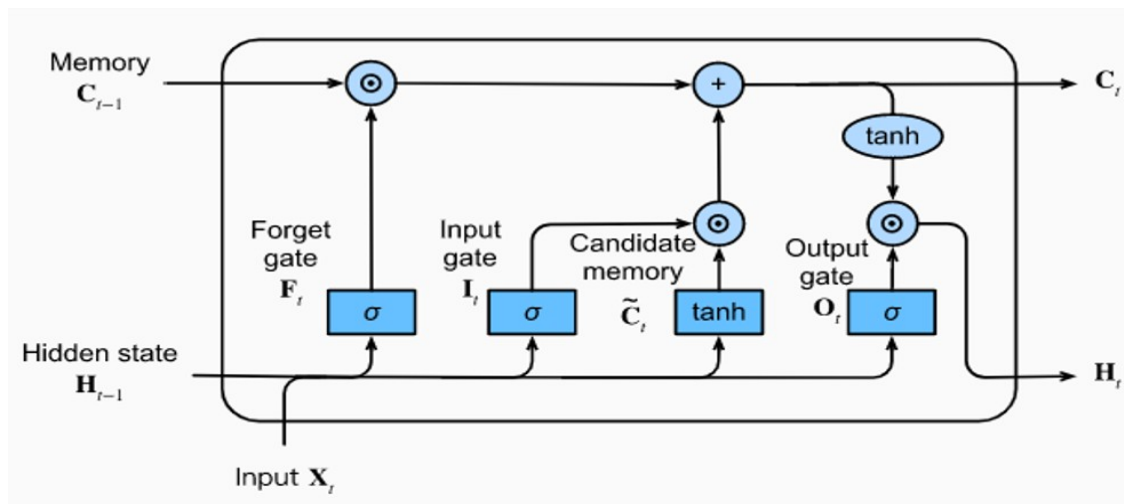 Memory
C_{t-1}
⊙
+
C_t
tanh
Forget
gate
F_t
Input
gate
I_t
Candidate
memory
C̃_t
⊙
Output
gate
O_t
⊙
σ
σ
tanh
σ
Hidden state
H_{t-1}
H_t
Input X_t